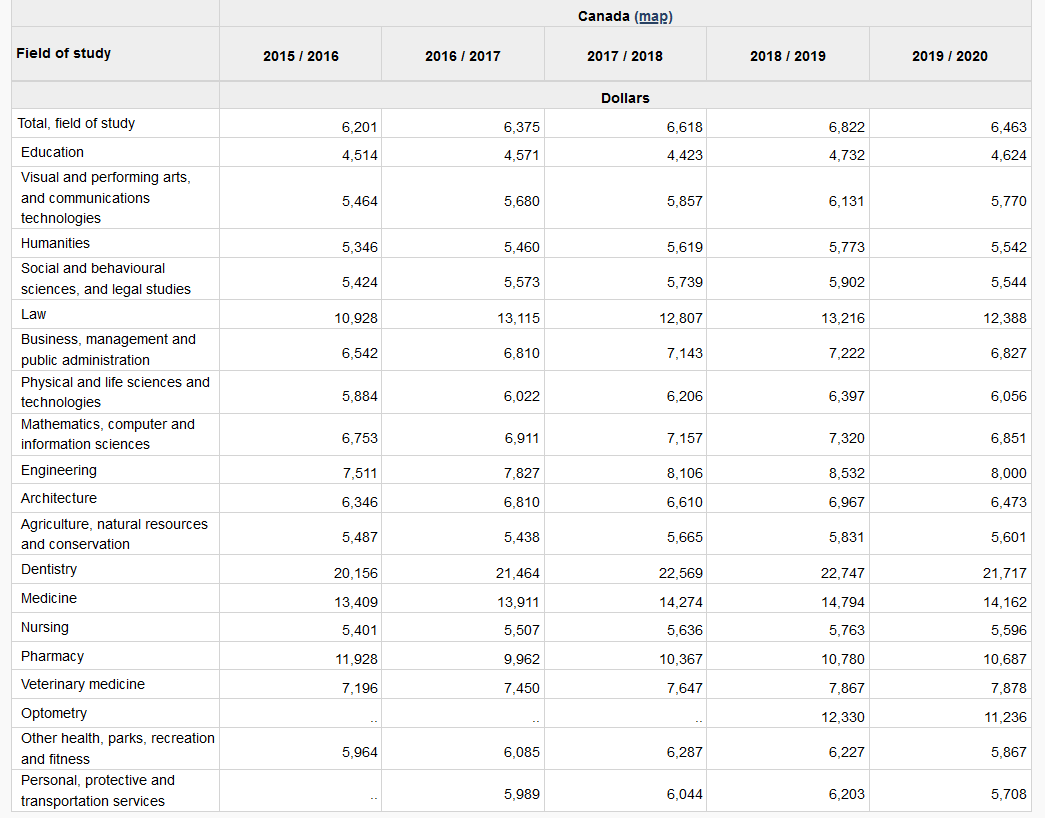 Canada (map)
Field of study 2015 / 2016 2016 / 2017 2017 / 2018 2018 / 2019 2019 / 2020
Dollars
Total, field of study 6,201 6,375 6,618 6,822 6,463
Education 4,514 4,571 4,423 4,732 4,624
Visual and performing arts,
and communications
technologies 5,464 5,680 5,857 6,131 5,770
Humanities 5,346 5,460 5,619 5,773 5,542
Social and behavioural
sciences, and legal studies 5,424 5,573 5,739 5,902 5,544
Law 10,928 13,115 12,807 13,216 12,388
Business, management and
public administration 6,542 6,810 7,143 7,222 6,827
Physical and life sciences and
technologies 5,884 6,022 6,206 6,397 6,056
Mathematics, computer and
information sciences 6,753 6,911 7,157 7,320 6,851
Engineering 7,511 7,827 8,106 8,532 8,000
Architecture 6,346 6,810 6,610 6,967 6,473
Agriculture, natural resources
and conservation 5,487 5,438 5,665 5,831 5,601
Dentistry 20,156 21,464 22,569 22,747 21,717
Medicine 13,409 13,911 14,274 14,794 14,162
Nursing 5,401 5,507 5,636 5,763 5,596
Pharmacy 11,928 9,962 10,367 10,780 10,687
Veterinary medicine 7,196 7,450 7,647 7,867 7,878
Optometry .. .. .. 12,330 11,236
Other health, parks, recreation
and fitness 5,964 6,085 6,287 6,227 5,867
Personal, protective and
transportation services .. 5,989 6,044 6,203 5,708